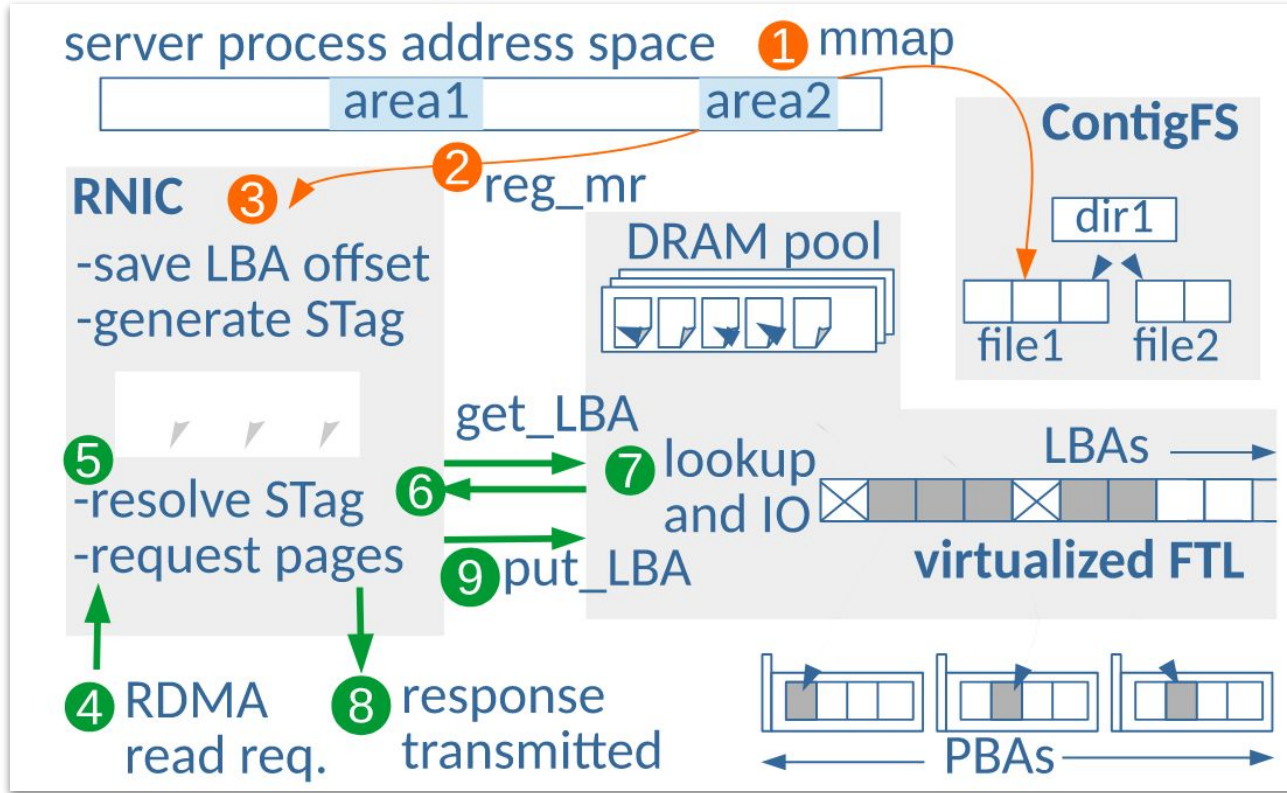 server process address space
1 mmap
area1
area2
ContigFS
2 reg_mr
RNIC
3
-save LBA offset
-generate STag
dir1
file1
file2
DRAM pool
get_LBA
5
-resolve STag
-request pages
6
7 lookup
and IO
LBAs
9 put_LBA
virtualized FTL
4 RDMA
read req.
8 response
transmitted
PBAs